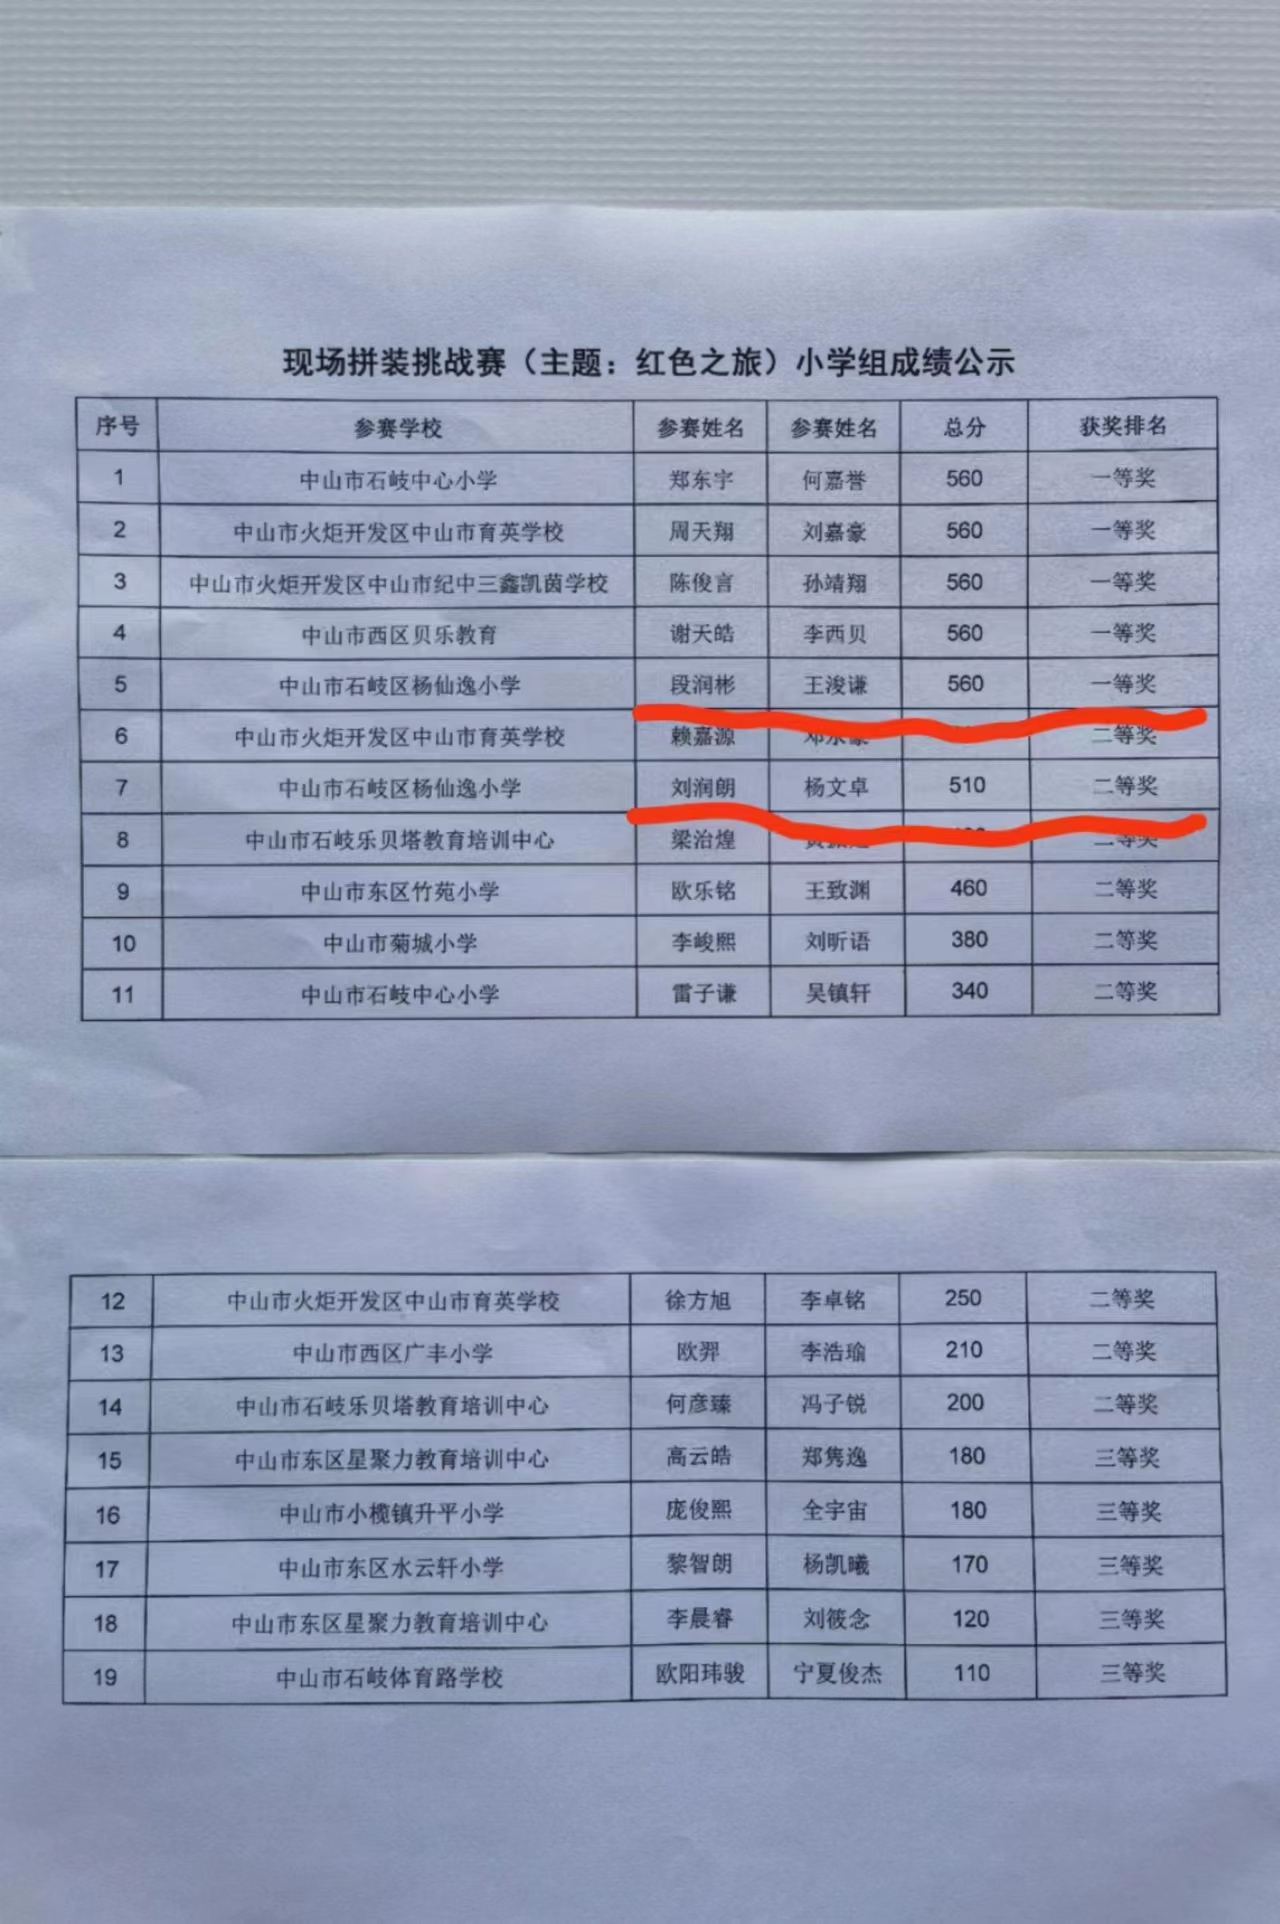 现场拼装挑战赛（主题：红色之旅）小学组成绩公示
序号 参赛学校 参赛姓名 参赛姓名 总分 获奖排名
1 中山市石岐中心小学 郑东宇 何嘉誉 560 一等奖
2 中山市火炬开发区中山市育英学校 周天翔 刘嘉豪 560 一等奖
3 中山市火炬开发区中山市纪中三鑫凯茵学校 陈俊言 孙靖翔 560 一等奖
4 中山市西区贝乐教育 谢天皓 李西贝 560 一等奖
5 中山市石岐区杨仙逸小学 段润彬 王浚谦 560 一等奖
6 中山市火炬开发区中山市育英学校 赖嘉源 二等奖
7 中山市石岐区杨仙逸小学 刘润朗 杨文卓 510 二等奖
8 中山市石岐乐贝塔教育培训中心 梁治煌 二等奖
9 中山市东区竹苑小学 欧乐铭 王致渊 460 二等奖
10 中山市菊城小学 李峻熙 刘昕语 380 二等奖
11 中山市石岐中心小学 雷子谦 吴镇轩 340 二等奖
12 中山市火炬开发区中山市育英学校 徐方旭 李卓铭 250 二等奖
13 中山市西区广丰小学 欧羿 李浩瑜 210 二等奖
14 中山市石岐乐贝塔教育培训中心 何彦臻 冯子锐 200 二等奖
15 中山市东区星聚力教育培训中心 高云皓 郑隽逸 180 三等奖
16 中山市小榄镇升平小学 庞俊熙 全宇宙 180 三等奖
17 中山市东区水云轩小学 黎智朗 杨凯曦 170 三等奖
18 中山市东区星聚力教育培训中心 李晨睿 刘筱念 120 三等奖
19 中山市石岐体育路学校 欧阳玮骏 宁夏俊杰 110 三等奖